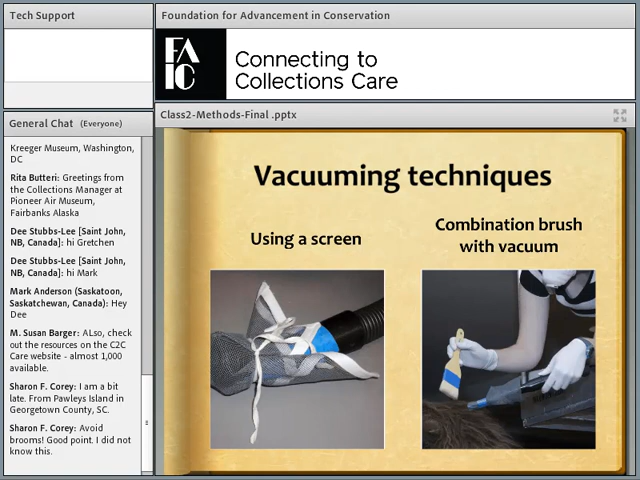 Tech Support
General Chat (Everyone)
Kreeger Museum, Washington,
DC
Rita Butteri: Greetings from
the Collections Manager at
Pioneer Air Museum,
Fairbanks Alaska
Dee Stubbs-Lee [Saint John,
NB, Canada]: hi Gretchen
Dee Stubbs-Lee [Saint John,
NB, Canada]: hi Mark
Mark Anderson (Saskatoon,
Saskatchewan, Canada): Hey
Dee
M. Susan Barger: ALso, check
out the resources on the C2C
Care website - almost 1,000
available.
Sharon F. Corey: I am a bit
late. From Pawleys Island in
Georgetown County, SC.
Sharon F. Corey: Avoid
brooms! Good point. I did not
know this.
Foundation for Advancement in Conservation
FA
IC
Connecting to
Collections Care
Class2-Methods-Final .pptx
Vacuuming techniques
Using a screen
Combination brush
with vacuum